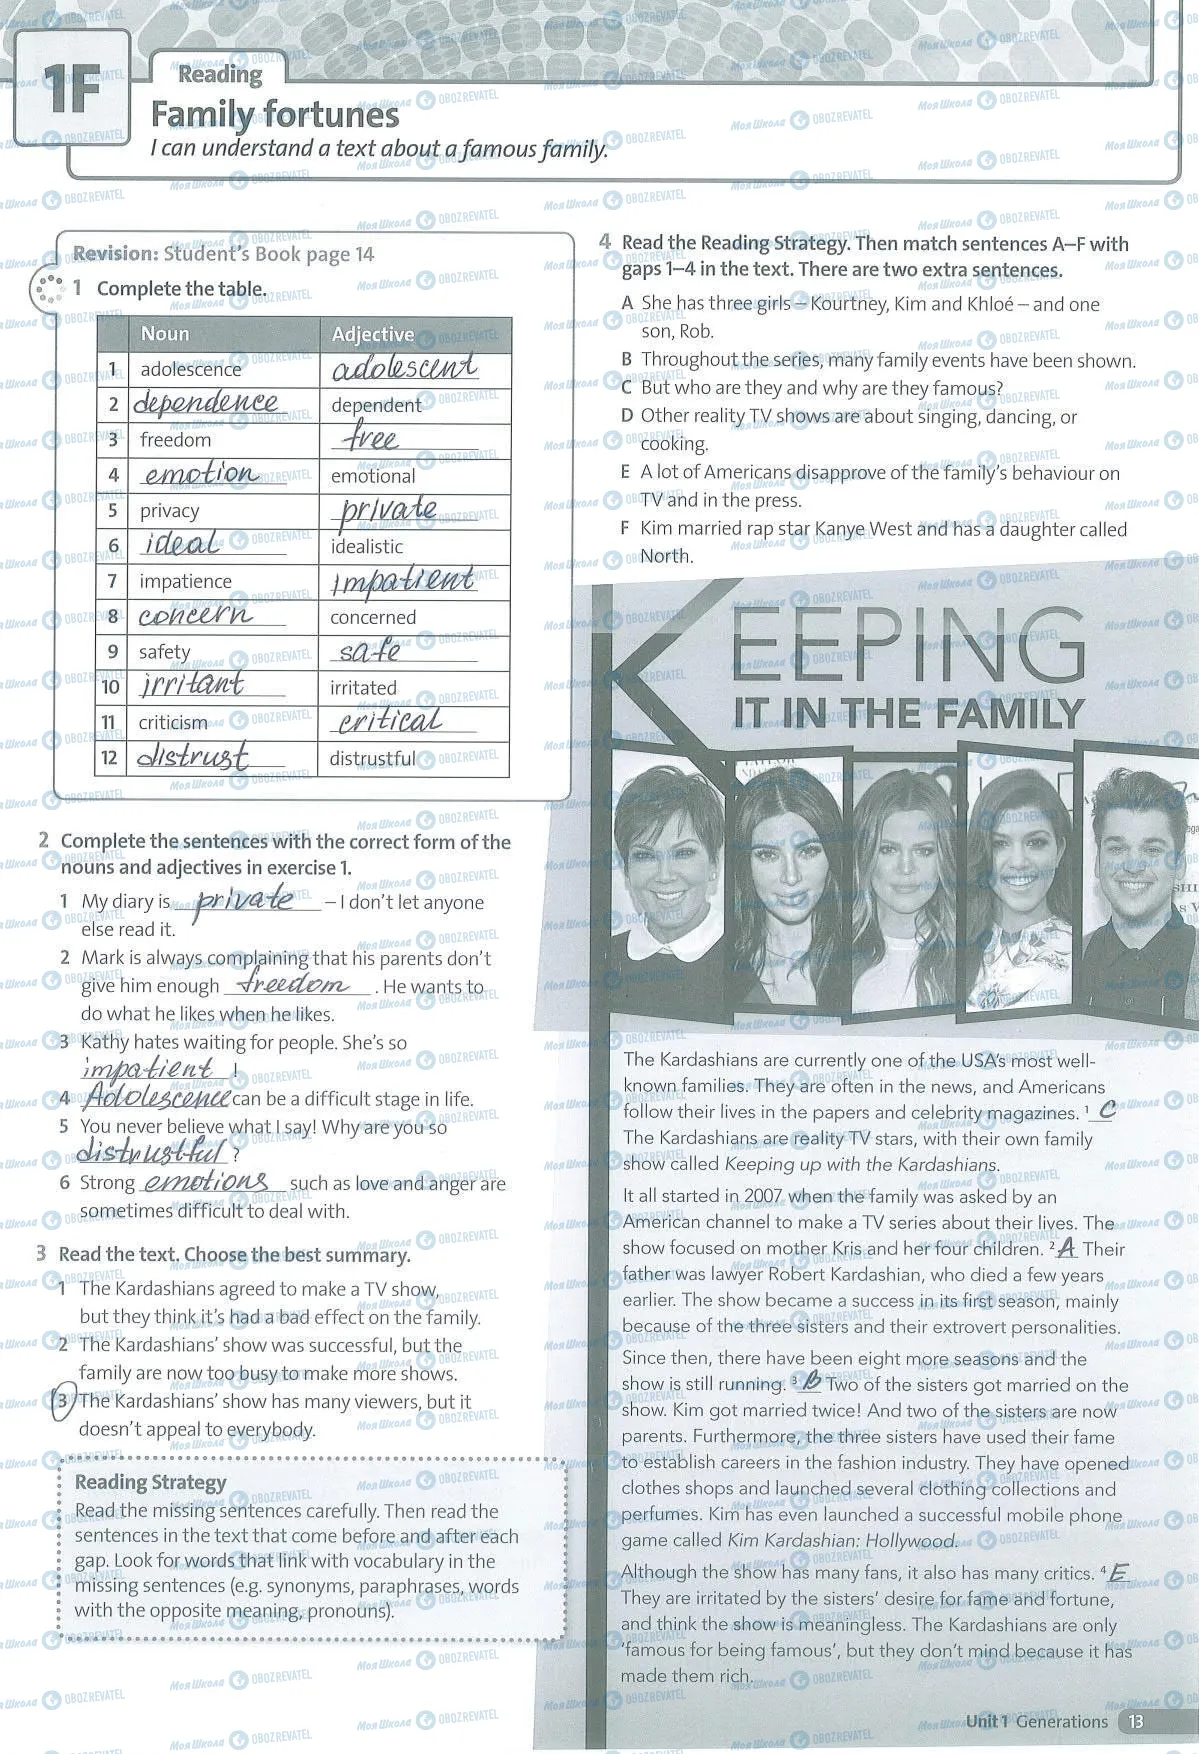 1F
Reading
Family fortunes
I can understand a text about a famous family.
Revision: Student's Book page 14
1 Complete the table.
Noun Adjective
1 adolescence adolescent
2 dependence dependent
3 freedom free
4 emotion emotional
5 privacy private
6 ideal idealistic
7 impatience impatient
8 concern concerned
9 safety safe
10 irritant irritated
11 criticism critical
12 distrust distrustful
2 Complete the sentences with the correct form of the
nouns and adjectives in exercise 1.
1 My diary is private – I don't let anyone
else read it.
2 Mark is always complaining that his parents don't
give him enough freedom. He wants to
do what he likes when he likes.
3 Kathy hates waiting for people. She's so
impatient!
4 Adolescence can be a difficult stage in life.
5 You never believe what I say! Why are you so
distrustful?
6 Strong emotions such as love and anger are
sometimes difficult to deal with.
3 Read the text. Choose the best summary.
1 The Kardashians agreed to make a TV show,
but they think it's had a bad effect on the family.
2 The Kardashians' show was successful, but the
family are now too busy to make more shows.
3 The Kardashians' show has many viewers, but it
doesn't appeal to everybody.
Reading Strategy
Read the missing sentences carefully. Then read the
sentences in the text that come before and after each
gap. Look for words that link with vocabulary in the
missing sentences (e.g. synonyms, paraphrases, words
with the opposite meaning, pronouns).
4 Read the Reading Strategy. Then match sentences A–F with
gaps 1–4 in the text. There are two extra sentences.
A She has three girls – Kourtney, Kim and Khloé – and one
son, Rob.
B Throughout the series, many family events have been shown.
C But who are they and why are they famous?
D Other reality TV shows are about singing, dancing, or
cooking.
E A lot of Americans disapprove of the family's behaviour on
TV and in the press.
F Kim married rap star Kanye West and has a daughter called
North.
KEEPING
IT IN THE FAMILY
The Kardashians are currently one of the USA's most well-
known families. They are often in the news, and Americans
follow their lives in the papers and celebrity magazines. 1 C
The Kardashians are reality TV stars, with their own family
show called Keeping up with the Kardashians.
It all started in 2007 when the family was asked by an
American channel to make a TV series about their lives. The
show focused on mother Kris and her four children. 2 A Their
father was lawyer Robert Kardashian, who died a few years
earlier. The show became a success in its first season, mainly
because of the three sisters and their extrovert personalities.
Since then, there have been eight more seasons and the
show is still running. 3 B Two of the sisters got married on the
show. Kim got married twice! And two of the sisters are now
parents. Furthermore, the three sisters have used their fame
to establish careers in the fashion industry. They have opened
clothes shops and launched several clothing collections and
perfumes. Kim has even launched a successful mobile phone
game called Kim Kardashian: Hollywood.
Although the show has many fans, it also has many critics. 4 E
They are irritated by the sisters' desire for fame and fortune,
and think the show is meaningless. The Kardashians are only
'famous for being famous', but they don't mind because it has
made them rich.
Unit 1 Generations 13
Моя Школа OBOZREVATEL